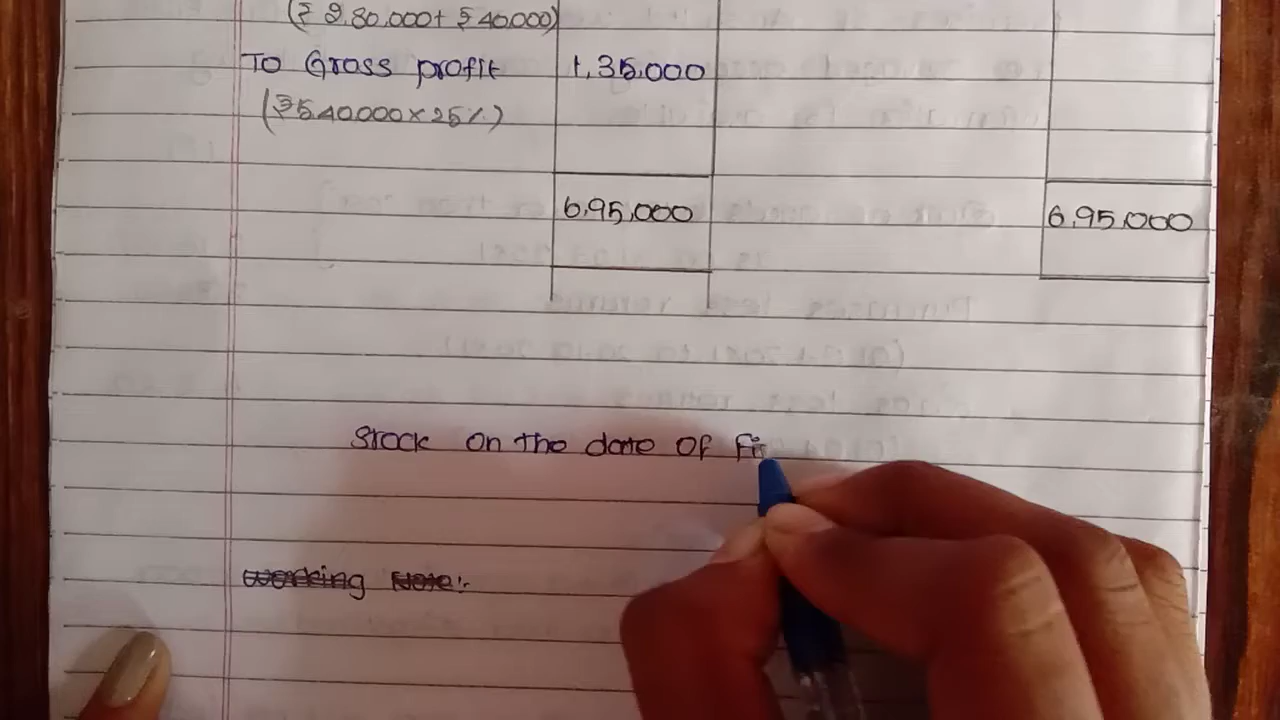 (₹ 2,80,000+ ₹40,000)
To Gross profit 1,35,000
(₹5,40,000×25%)
6,95,000 6,95,000
Stock on the date of Fi
Working Note:-